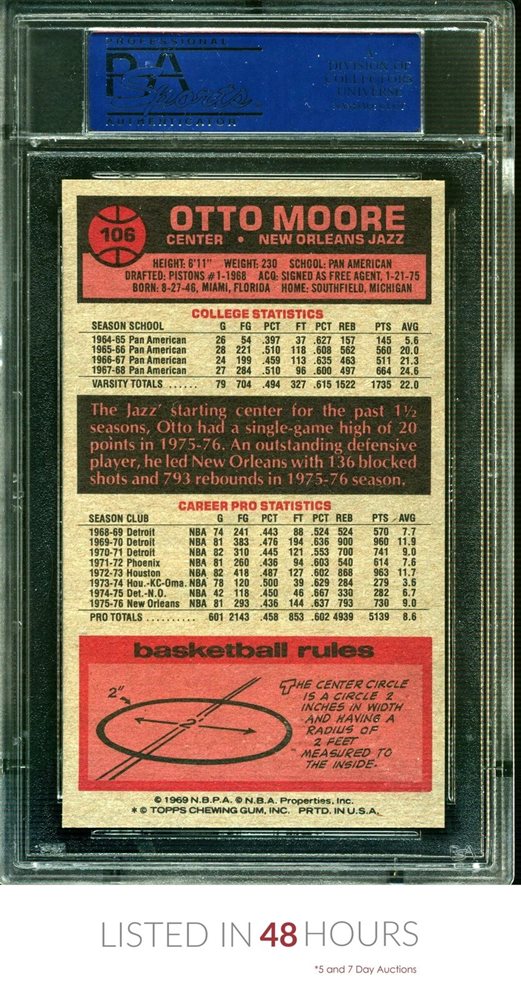 PROFESSIONAL
PSA
Sports
AUTHENTICATOR
A
DIVISION OF
COLLECTORS
UNIVERSE
106
OTTO MOORE
CENTER • NEW ORLEANS JAZZ
HEIGHT: 6'11" WEIGHT: 230 SCHOOL: PAN AMERICAN
DRAFTED: PISTONS #1-1968 ACQ: SIGNED AS FREE AGENT, 1-21-75
BORN: 8-27-46, MIAMI, FLORIDA HOME: SOUTHFIELD, MICHIGAN
COLLEGE STATISTICS
SEASON SCHOOL G FG PCT FT PCT REB PTS AVG
1964-65 Pan American 26 54 .397 37 .627 157 145 5.6
1965-66 Pan American 28 221 .510 118 .608 562 560 20.0
1966-67 Pan American 24 199 .459 113 .635 463 511 21.3
1967-68 Pan American 27 284 .510 96 .600 497 664 24.6
VARSITY TOTALS ...... 79 704 .494 327 .615 1522 1735 22.0
The Jazz' starting center for the past 1½
seasons, Otto had a single-game high of 20
points in 1975-76. An outstanding defensive
player, he led New Orleans with 136 blocked
shots and 793 rebounds in 1975-76 season.
CAREER PRO STATISTICS
SEASON CLUB G FG PCT FT PCT REB PTS AVG
1968-69 Detroit NBA 74 241 .443 88 .524 524 570 7.7
1969-70 Detroit NBA 81 383 .476 194 .636 900 960 11.9
1970-71 Detroit NBA 82 310 .445 121 .553 700 741 9.0
1971-72 Phoenix NBA 81 260 .436 94 .603 540 614 7.6
1972-73 Houston NBA 82 418 .487 127 .602 868 963 11.7
1973-74 Hou.-KC-Oma. NBA 78 120 .500 39 .629 284 279 3.6
1974-75 Det.-N.O. NBA 42 118 .450 46 .667 330 282 6.7
1975-76 New Orleans NBA 81 293 .436 144 .637 793 730 9.0
PRO TOTALS .......... 601 2143 .458 853 .602 4939 5139 8.6
basketball rules
2"
2'
THE CENTER CIRCLE
IS A CIRCLE 2
INCHES IN WIDTH
AND HAVING A
RADIUS OF
2 FEET
MEASURED TO
THE INSIDE.
© 1969 N.B.P.A. © N.B.A. Properties, Inc.
* © TOPPS CHEWING GUM, INC. PRTD. IN U.S.A.
LISTED IN 48 HOURS
*5 and 7 Day Auctions